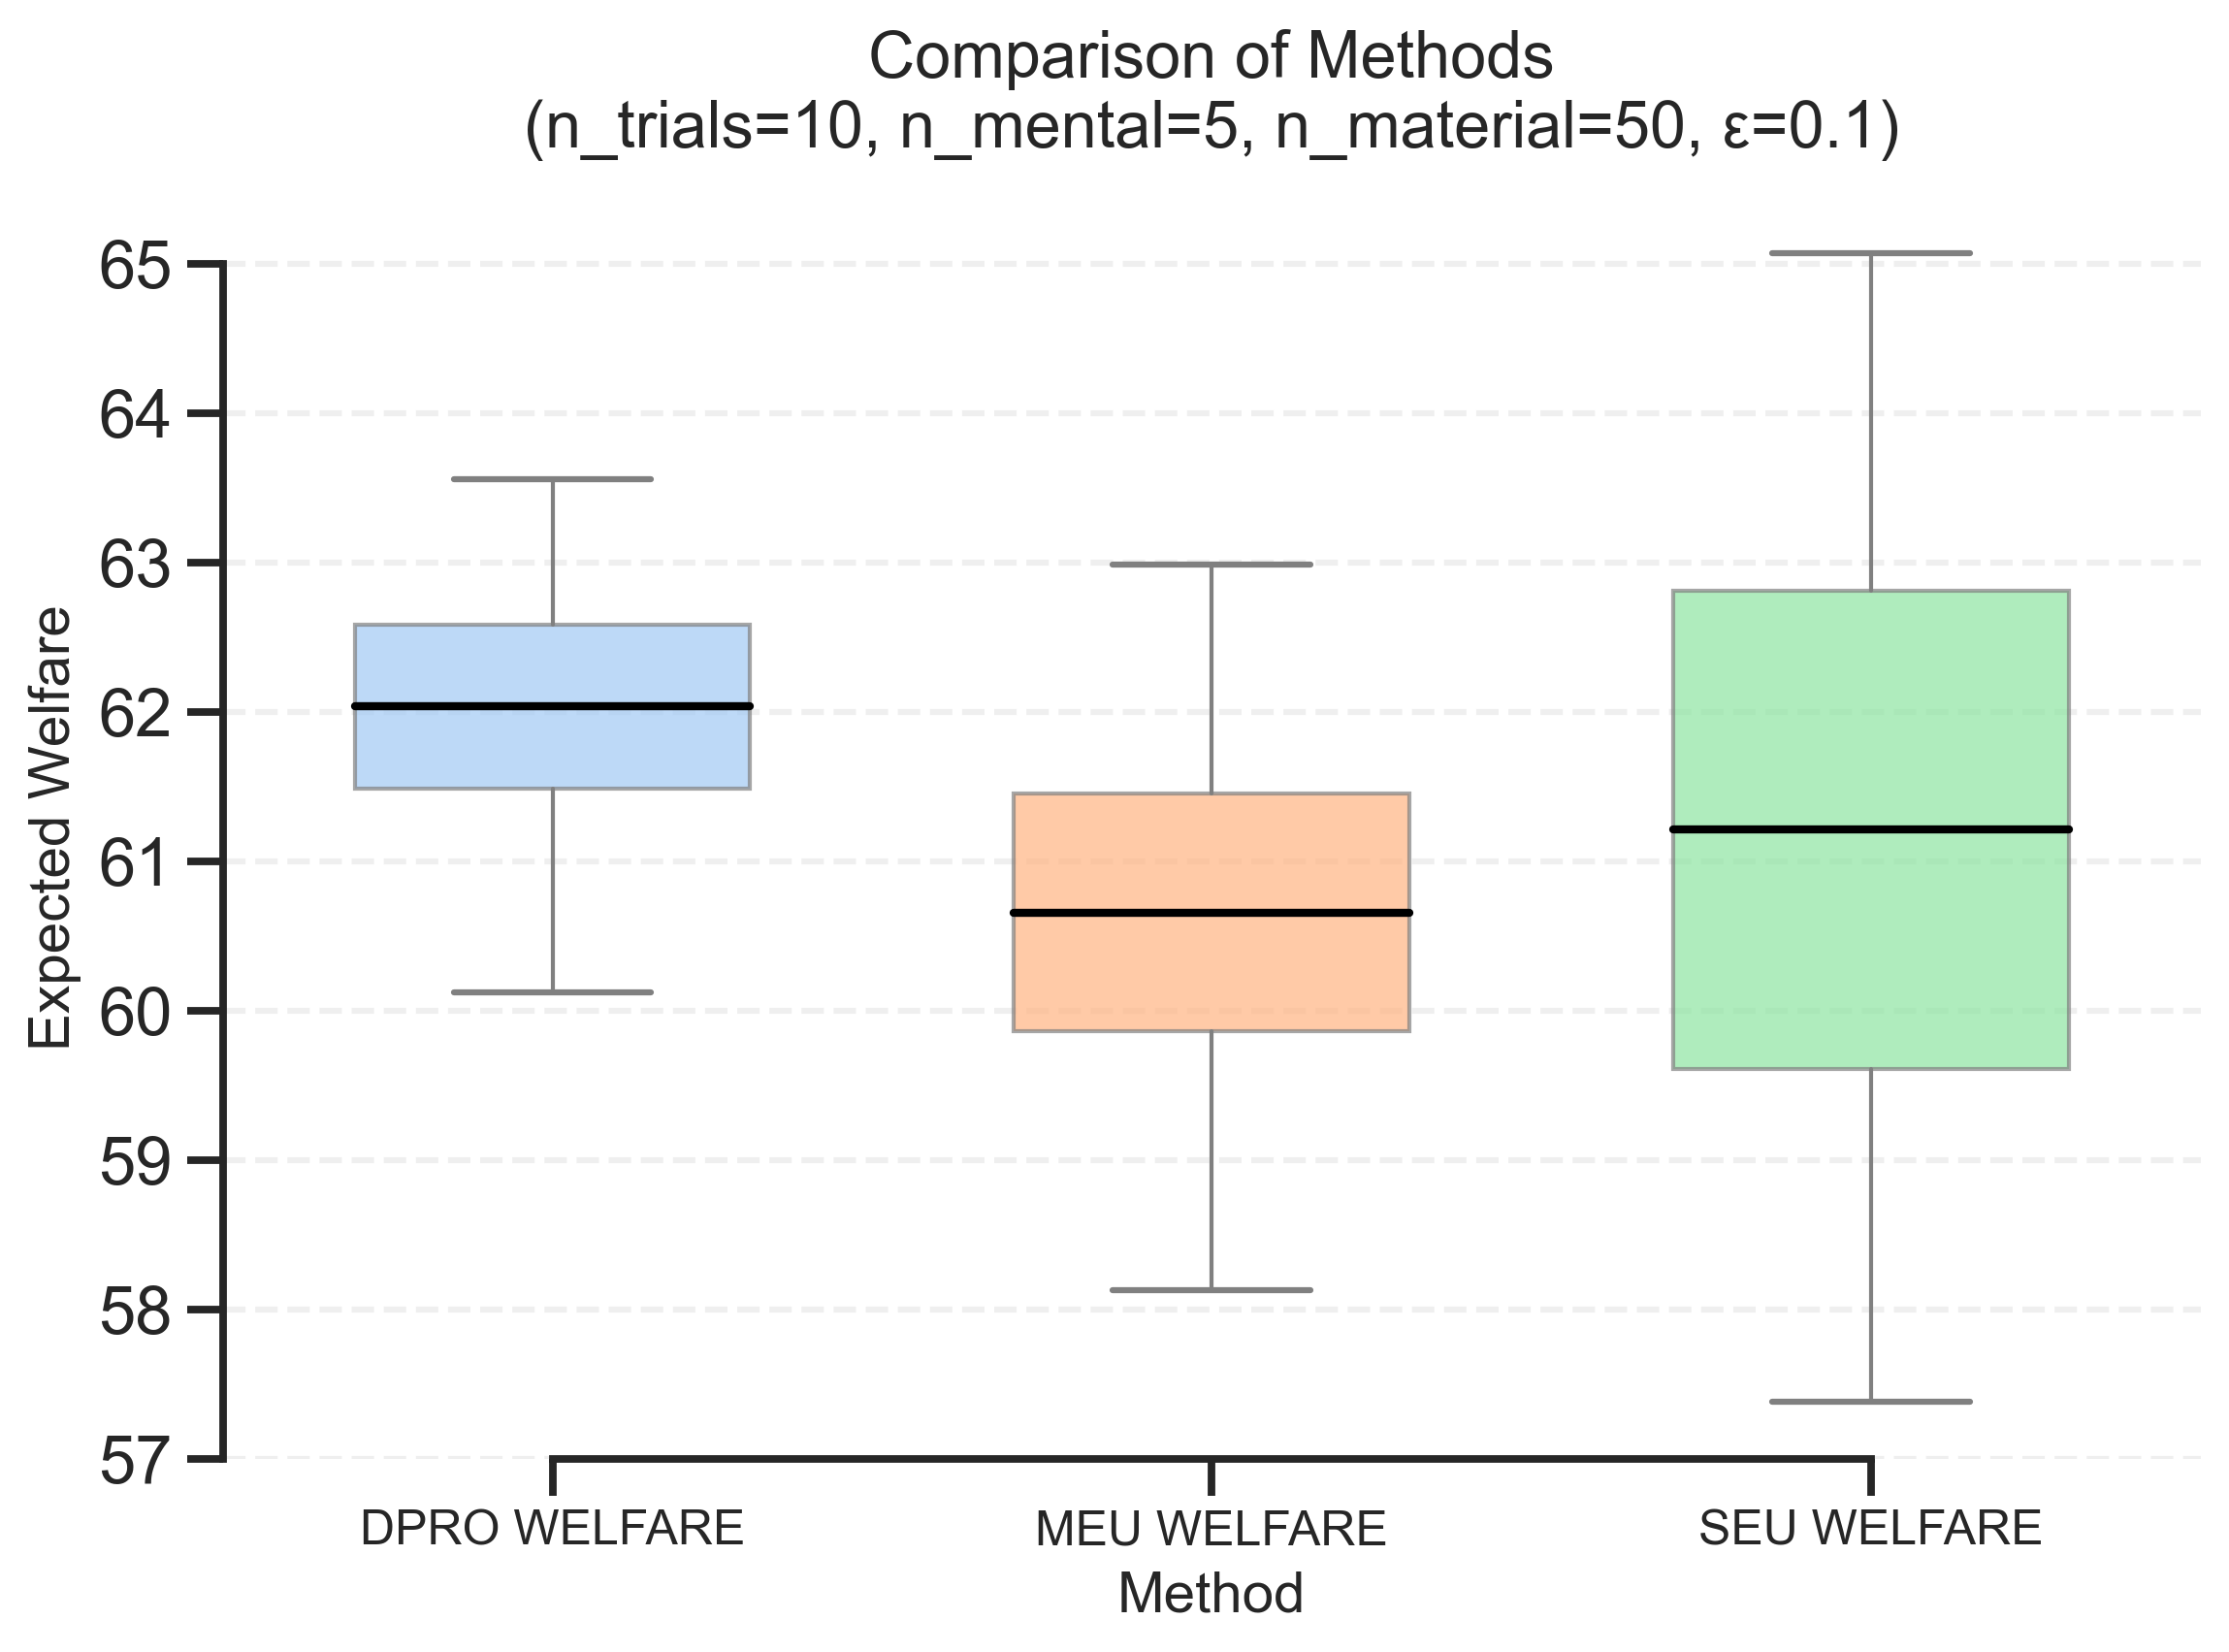 Comparison of Methods
(n_trials=10, n_mental=5, n_material=50, ε=0.1)
65
64
63
62
61
60
59
58
57
Expected Welfare
DPRO WELFARE
MEU WELFARE
SEU WELFARE
Method